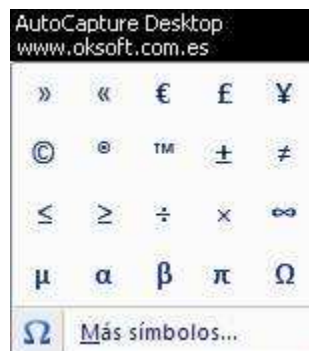 AutoCapture Desktop
www.oksoft.com.es
» « € £ ¥
© ® ™ ± ≠
≤ ≥ ÷ × ∞
µ α β π Ω
Ω Más símbolos...